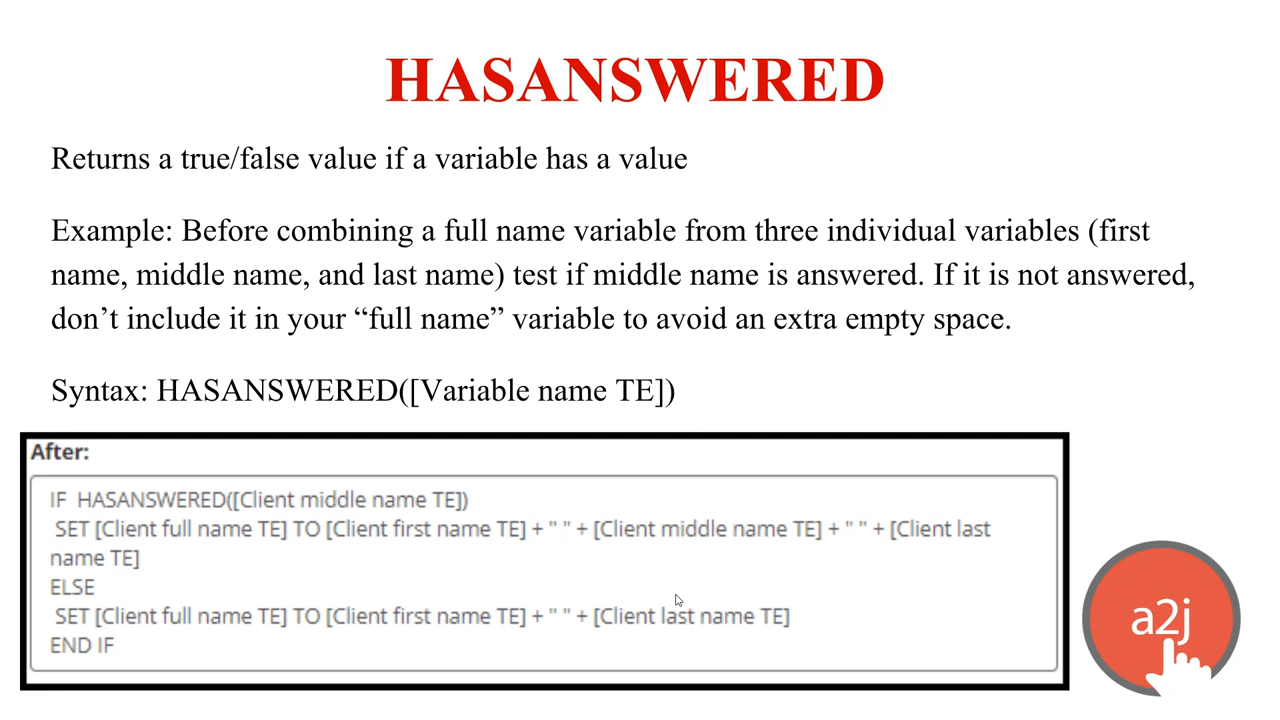 HASANSWERED
Returns a true/false value if a variable has a value
Example: Before combining a full name variable from three individual variables (first
name, middle name, and last name) test if middle name is answered. If it is not answered,
don’t include it in your “full name” variable to avoid an extra empty space.
Syntax: HASANSWERED([Variable name TE])
After:
IF  HASANSWERED([Client middle name TE])
SET [Client full name TE] TO [Client first name TE] + " " + [Client middle name TE] + " " + [Client last
name TE]
ELSE
SET [Client full name TE] TO [Client first name TE] + " " + [Client last name TE]
END IF
a2j